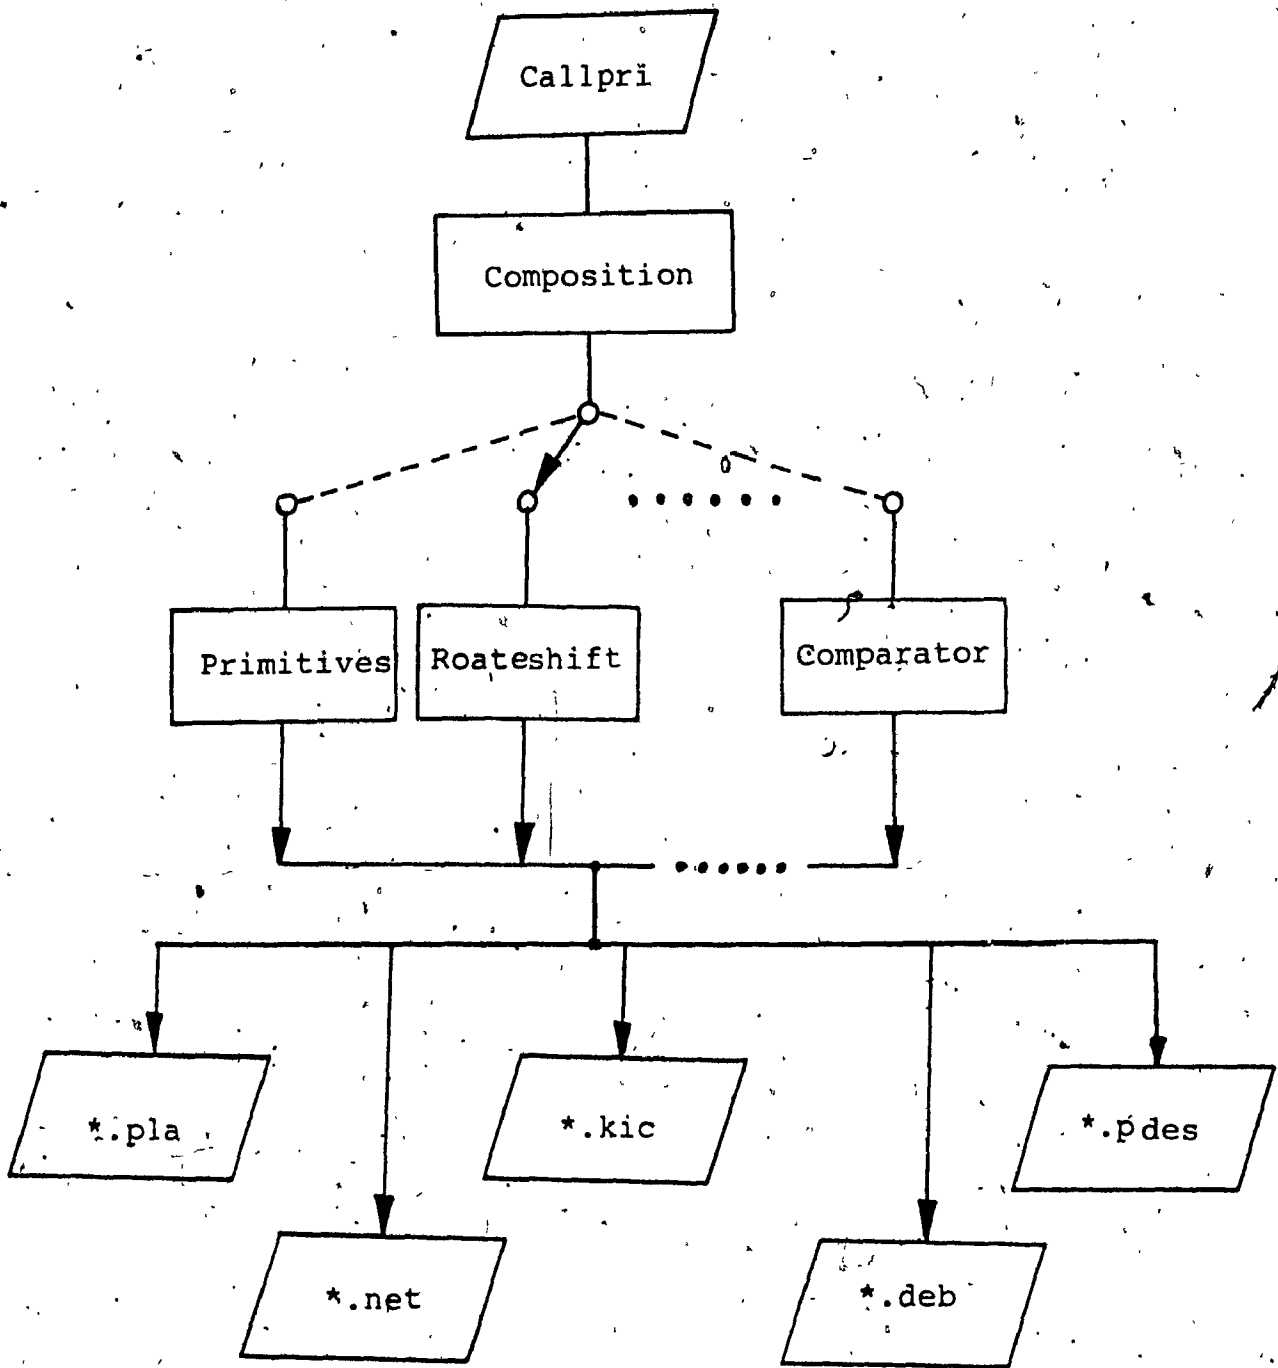 Callpri
Composition
Primitives
Roateshift
Comparator
*.pla
*.kic
*.pdes
*.net
*.deb